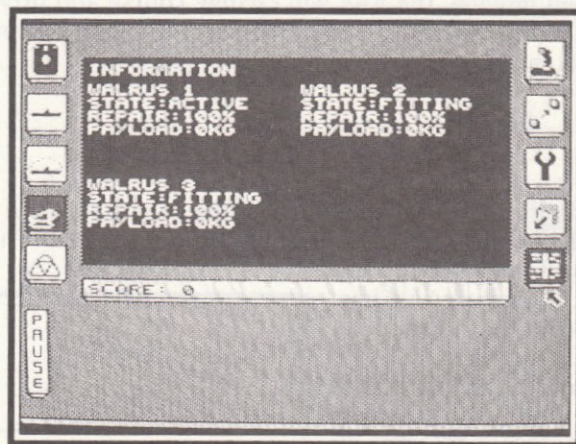 INFORMATION
WALRUS 1
STATE:ACTIVE
REPAIR:100%
PAYLOAD:0KG
WALRUS 2
STATE:FITTING
REPAIR:100%
PAYLOAD:0KG
WALRUS 3
STATE:FITTING
REPAIR:100%
PAYLOAD:0KG
SCORE: 0
PAUSE